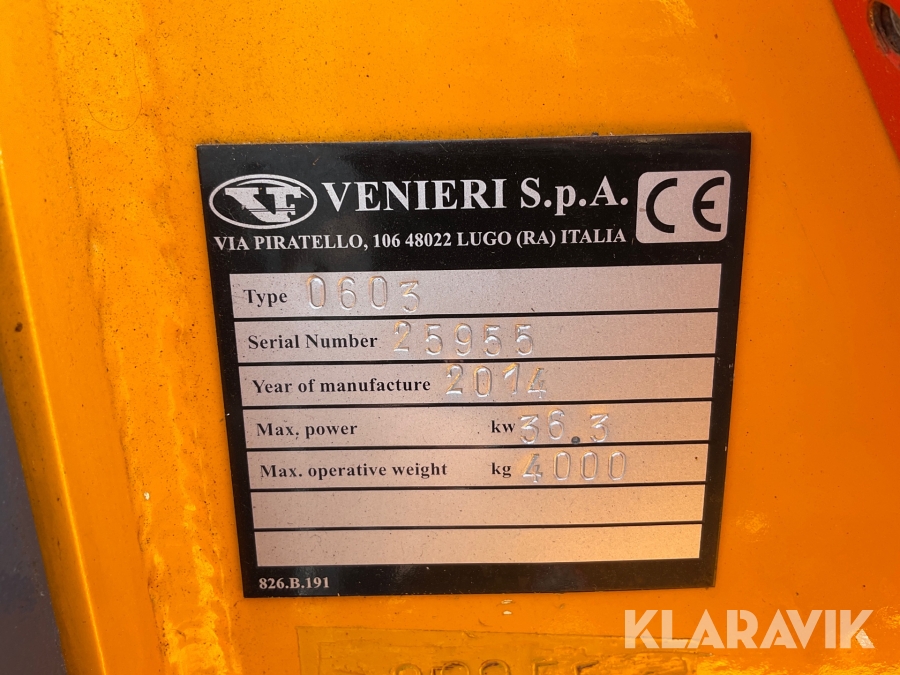 VF VENIERI S.p.A. CE
VIA PIRATELLO, 106 48022 LUGO (RA) ITALIA
Type 0603
Serial Number 25955
Year of manufacture 2014
Max. power kw 36.3
Max. operative weight kg 4000
826.B.191
KLARAVIK